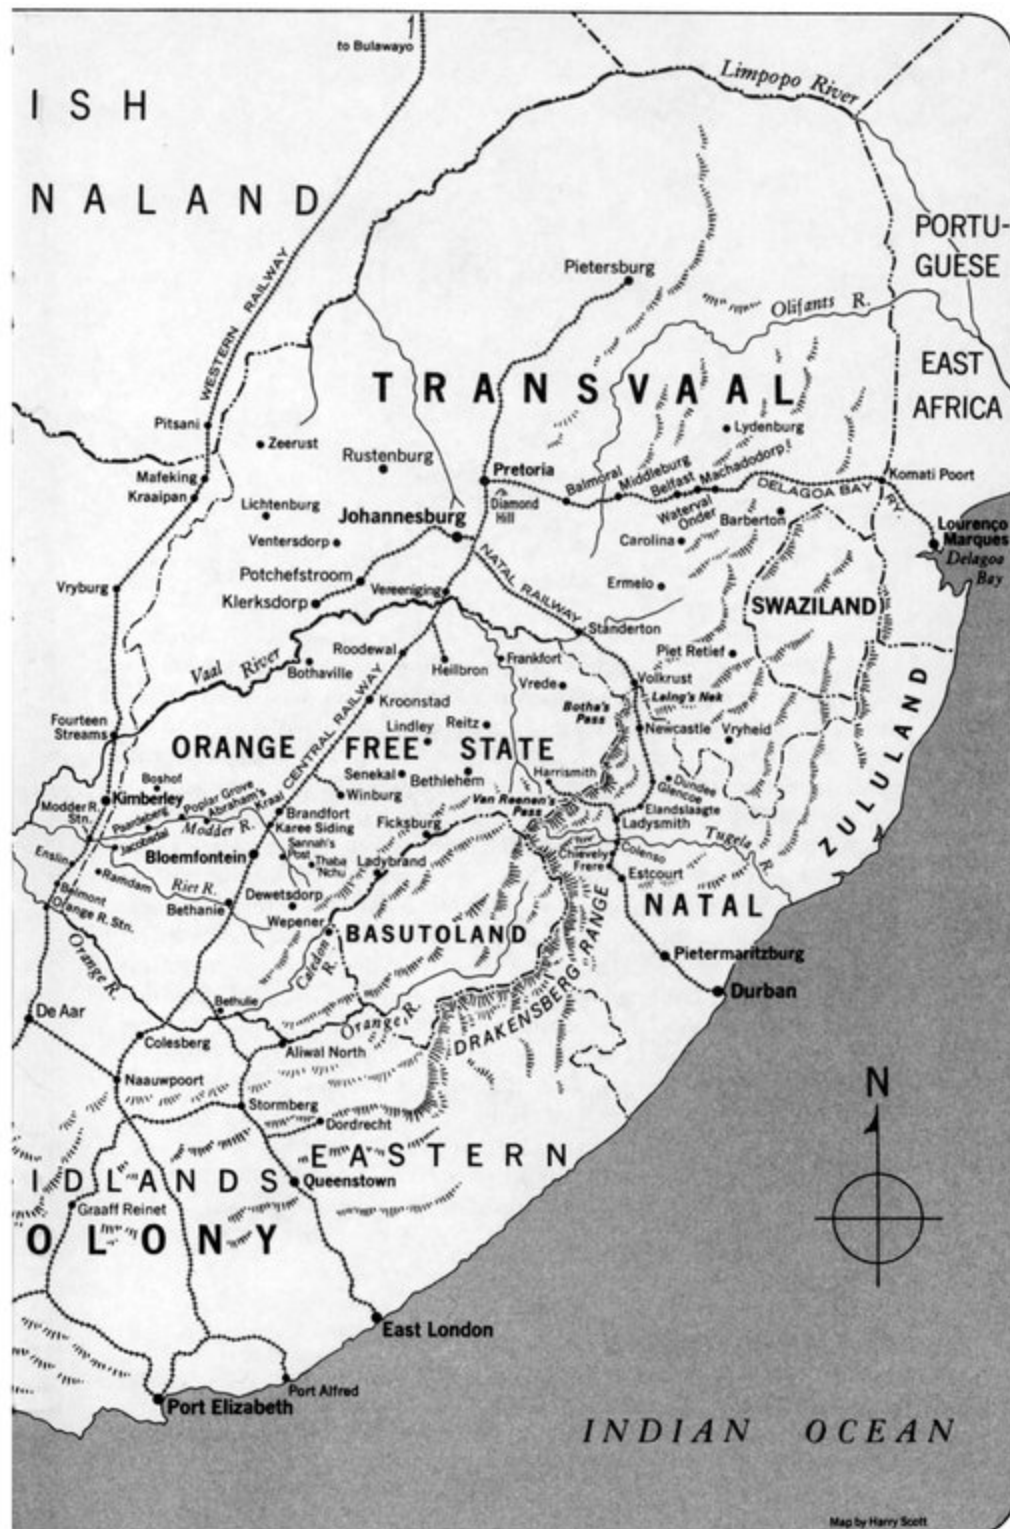 to Bulawayo
Limpopo River
ISH
NALAND
PORTU-
GUESE
EAST
AFRICA
WESTERN RAILWAY
Pietersburg
Olifants R.
TRANSVAAL
Pitsani
Zeerust
Lydenburg
Rustenburg
Mafeking
Kraaipan
Pretoria
Balmoral
Middleburg
Belfast
Machadodorp
Komati Poort
DELAGOA BAY RY.
Diamond
Hill
Waterval
Onder
Barberton
Lichtenburg
Johannesburg
Lourenço
Marques
Delagoa
Bay
Ventersdorp
Carolina
NATAL RAILWAY
Potchefstroom
Vryburg
Klerksdorp
Vereeniging
Ermelo
SWAZILAND
Standerton
Roodewal
Vaal River
Bothaville
Heilbron
Frankfort
Piet Retief
Vrede
Volkrust
Laing's Nek
Botha's
Pass
Kroonstad
CENTRAL RAILWAY
Fourteen
Streams
Lindley
Reitz
Newcastle
Vryheid
ZULULAND
ORANGE FREE STATE
Boshof
Senekal
Bethlehem
Harrismith
Dundee
Glencoe
Modder R.
Stn.
Kimberley
Poplar Grove
Abraham's
Kraal
Paardeberg
Jacobsdal
Modder R.
Winburg
Van Reenen's
Pass
Elandslaagte
Brandfort
Karee Siding
Ficksburg
Ladysmith
Tugela R.
Enslin
Bloemfontein
Sannah's
Post
Thaba
Nchu
Ladybrand
Chievely
Colenso
Frere
Estcourt
Ramdam
Riet R.
Belmont
Orange R. Stn.
Bethanie
Dewetsdorp
Wepener
BASUTOLAND
NATAL
Caledon
R.
Orange R.
DRAKENSBERG RANGE
Pietermaritzburg
Durban
De Aar
Bethulie
Orange R.
Colesberg
Aliwal North
Naauwpoort
Stormberg
Dordrecht
N
EASTERN
IDLANDS
Queenstown
Graaff Reinet
OLONY
East London
Port Alfred
Port Elizabeth
INDIAN OCEAN
Map by Harry Scott